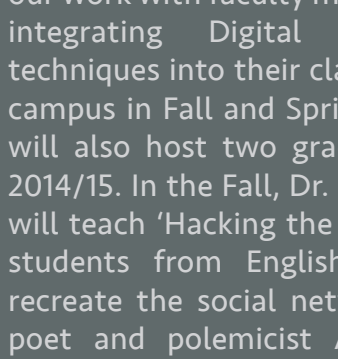 our work with faculty
integrating Digital
techniques into their
campus in Fall and
will also host two
2014/15. In the Fall, Dr.
will teach ‘Hacking the
students from English
recreate the social
poet and polemicist